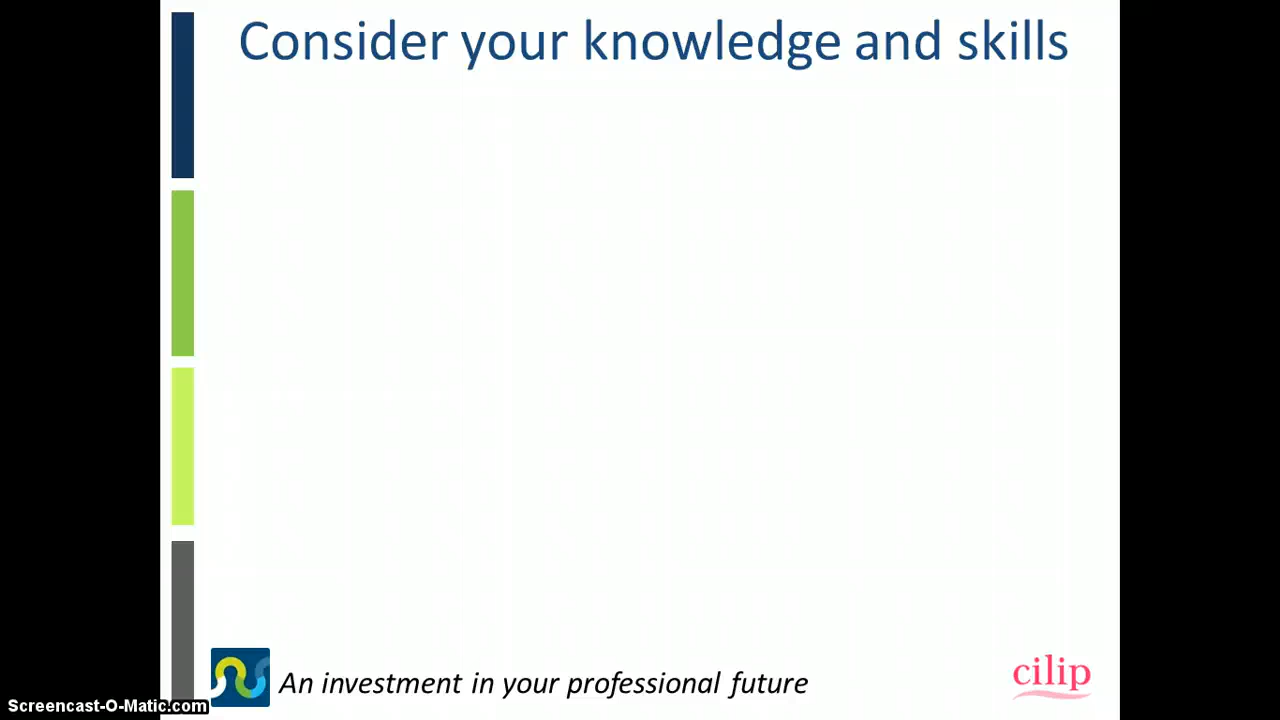 Consider your knowledge and skills
An investment in your professional future
cilip
Screencast-O-Matic.com